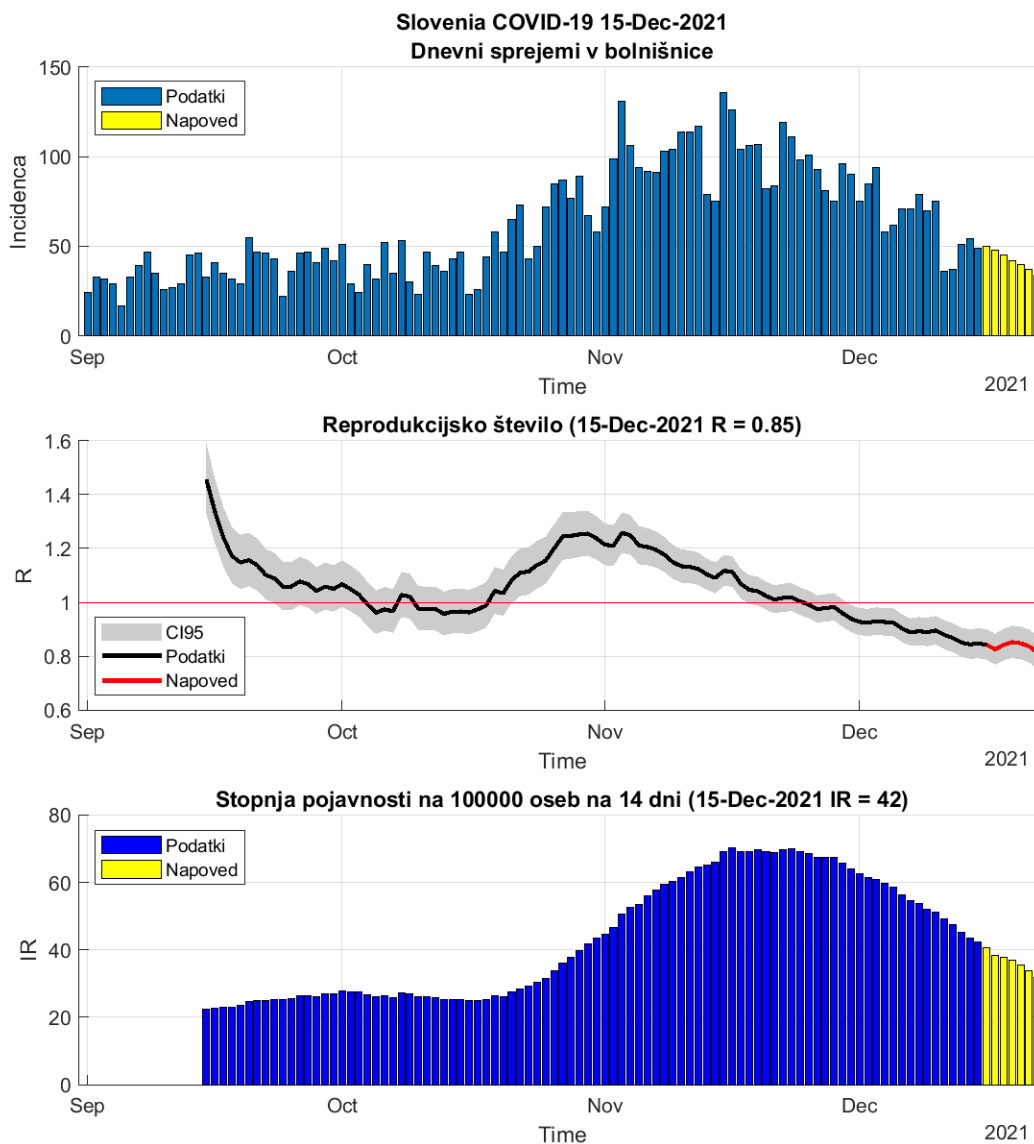 Slovenia COVID-19 15-Dec-2021
Dnevni sprejemi v bolnišnice
150
100
50
0
Incidenca
Podatki
Napoved
Sep
Oct
Nov
Dec
Time
2021
Reprodukcijsko število (15-Dec-2021 R = 0.85)
1.6
1.4
1.2
1
0.8
0.6
R
CI95
Podatki
Napoved
Sep
Oct
Nov
Dec
Time
2021
Stopnja pojavnosti na 100000 oseb na 14 dni (15-Dec-2021 IR = 42)
80
60
40
20
0
IR
Podatki
Napoved
Sep
Oct
Nov
Dec
Time
2021